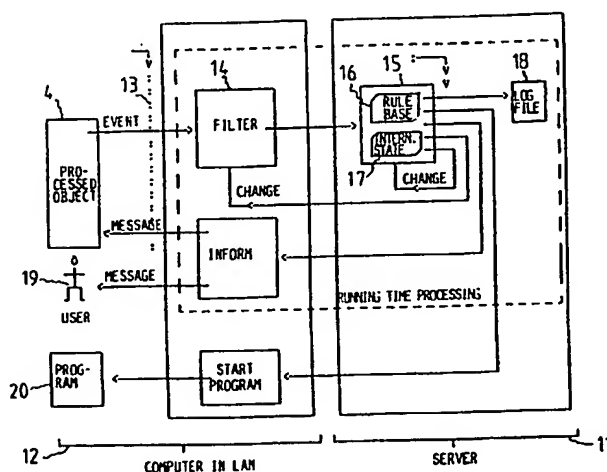 13
14
15
16
18
4
EVENT
FILTER
RULE
BASE
LOG
FILE
PRO-
CESSED
OBJECT
INTERN.
STATE
17
CHANGE
CHANGE
MESSAGE
INFORM
19
MESSAGE
USER
RUNNING TIME PROCESSING
20
PROG-
RAM
START
PROGRAM
12
COMPUTER IN LAN
SERVER